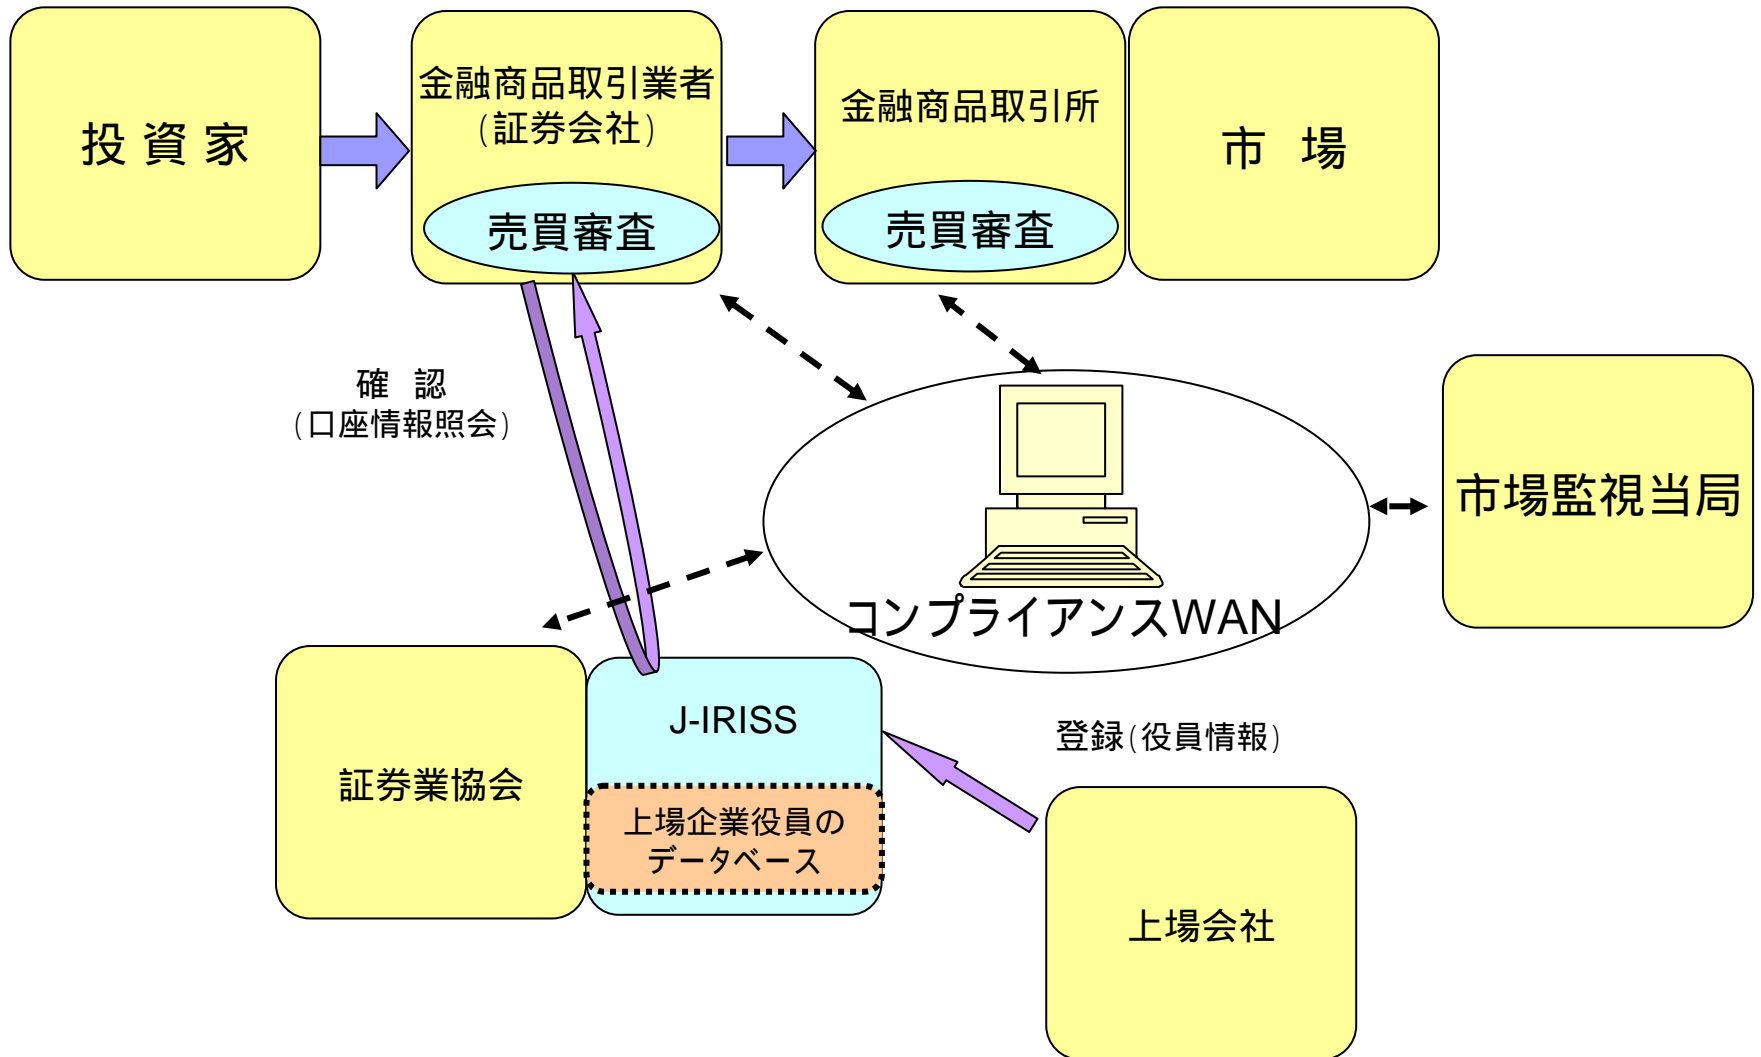 投資家
金融商品取引業者
(証券会社)
売買審査
金融商品取引所
売買審査
市 場
確 認
(口座情報照会)
市場監視当局
コンプライアンスWAN
J-IRISS
登録(役員情報)
証券業協会
上場企業役員の
データベース
上場会社